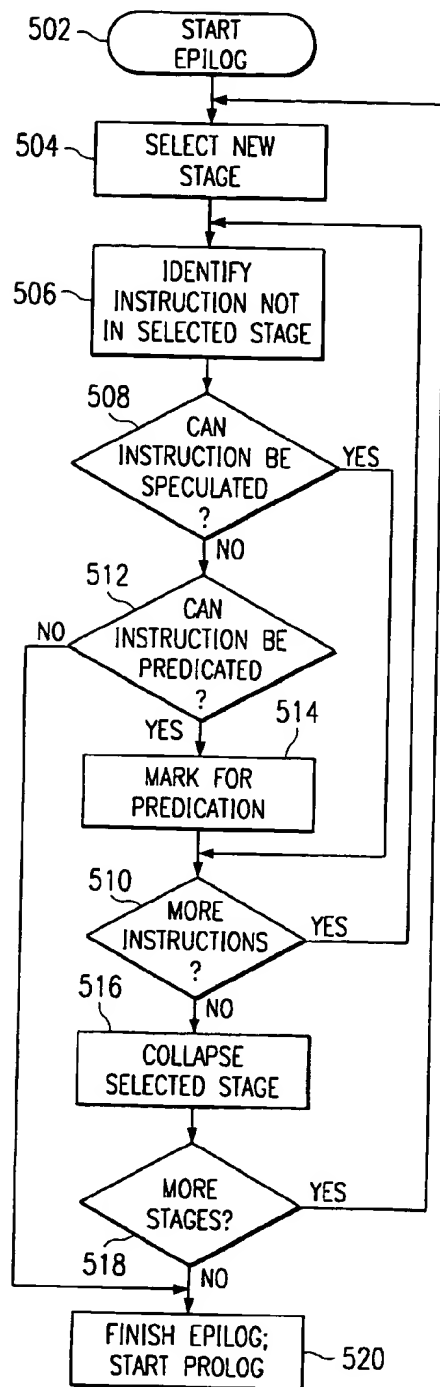 502
START
EPILOG
504
SELECT NEW
STAGE
506
IDENTIFY
INSTRUCTION NOT
IN SELECTED STAGE
508
CAN
INSTRUCTION BE
SPECULATED
?
YES
NO
512
CAN
INSTRUCTION BE
PREDICATED
?
NO
YES
514
MARK FOR
PREDICATION
510
MORE
INSTRUCTIONS
?
YES
NO
516
COLLAPSE
SELECTED STAGE
MORE
STAGES?
YES
518
NO
FINISH EPILOG;
START PROLOG
520